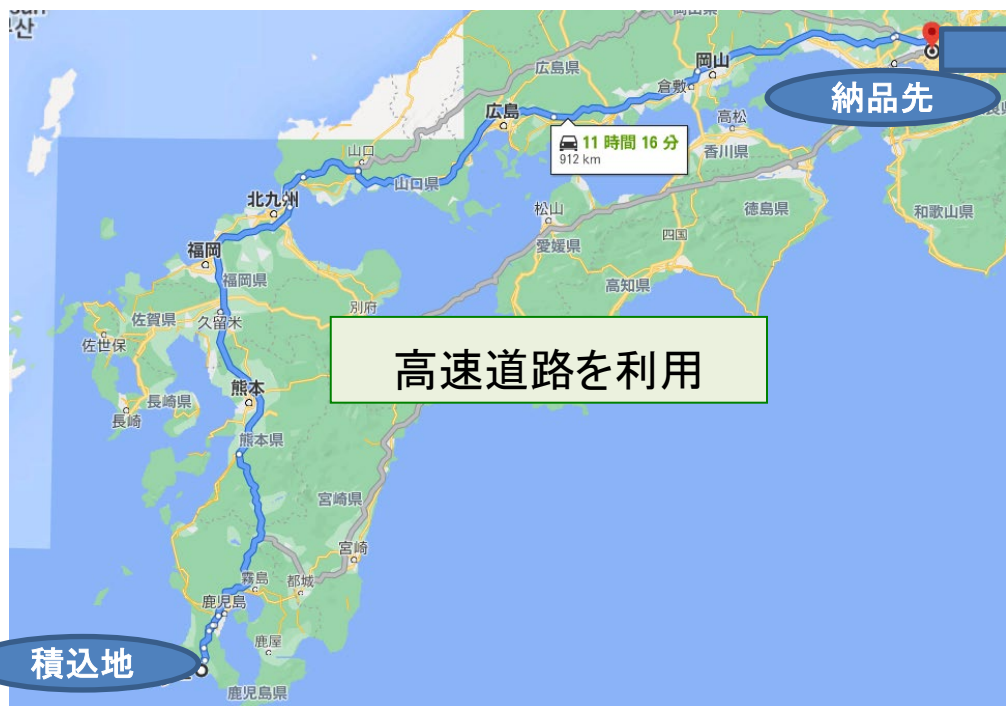 부산
岡山県
広島県
岡山
倉敷
納品先
広島
高松
11 時間 16 分
912 km
香川県
山口
山口県
北九州
松山
徳島県
和歌山県
愛媛県
四国
福岡
高知県
福岡県
別府
佐賀県
久留米
佐世保
高速道路を利用
熊本
長崎県
長崎
熊本県
宮崎県
宮崎
霧島
都城
鹿児島
鹿屋
積込地
鹿児島県